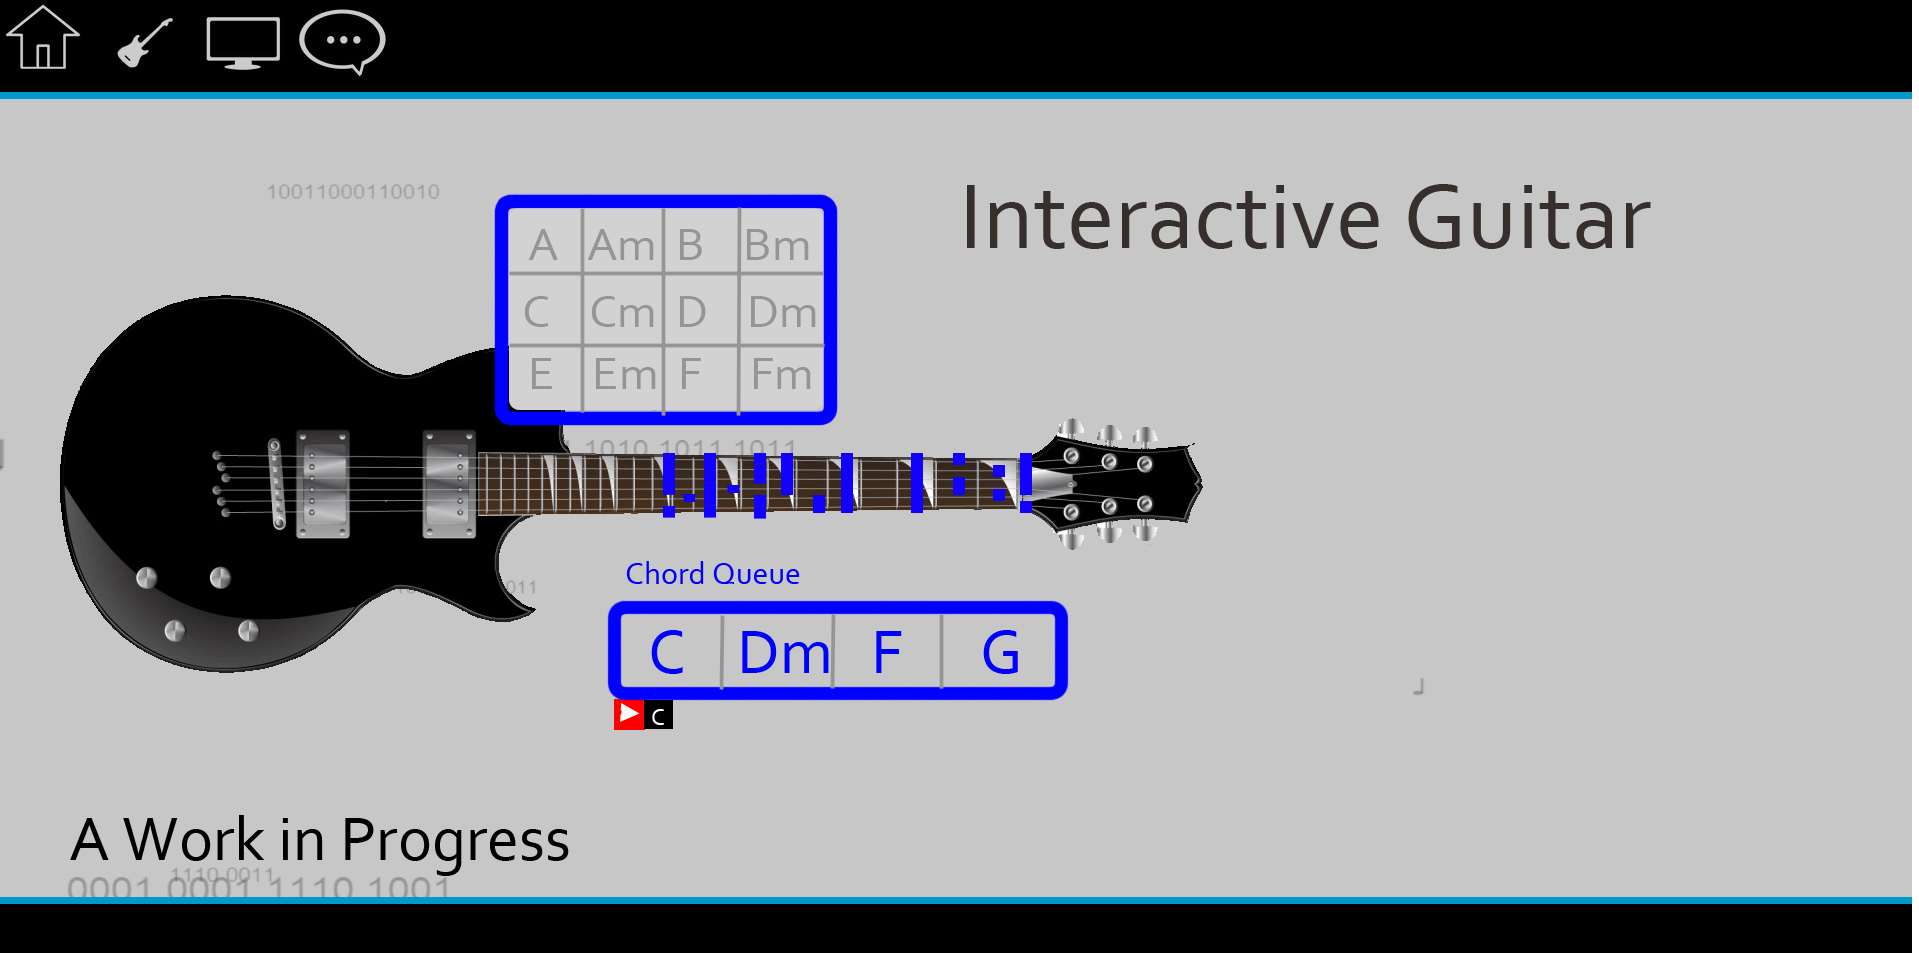 10011000110010
Interactive Guitar
A Am B Bm
C Cm D Dm
E Em F Fm
1010 1011 1011
Chord Queue
011
C Dm F G
C
A Work in Progress
1110 0011
0001 0001 1110 1001